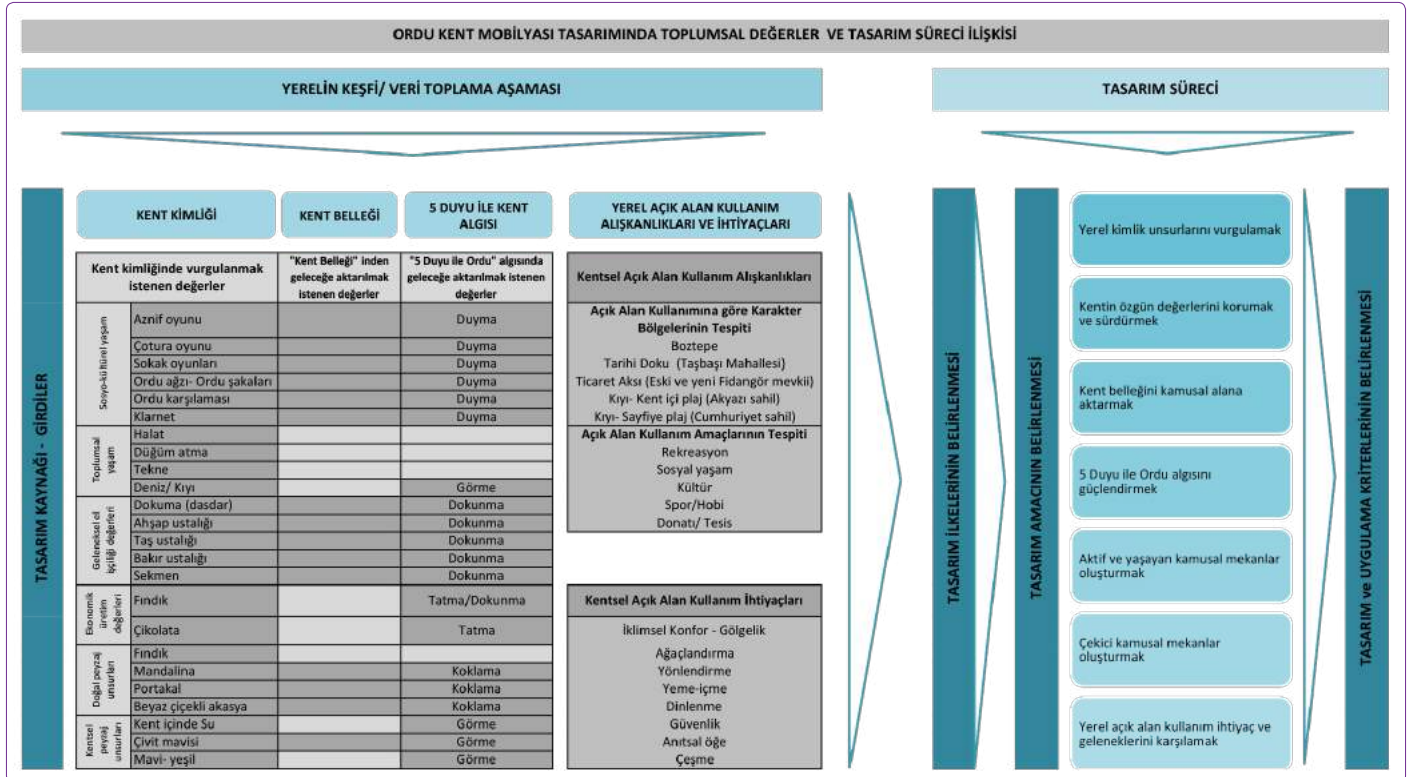 ORDU KENT MOBİLYASI TASARIMINDA TOPLUMSAL DEĞERLER VE TASARIM SÜRECİ İLİŞKİSİ
YERELİN KEŞFİ/ VERİ TOPLAMA AŞAMASI
TASARIM SÜRECİ
TASARIM KAYNAĞI - GİRDİLER
KENT KİMLİĞİ
KENT BELLEĞİ
5 DUYU İLE KENT
ALGISI
YEREL AÇIK ALAN KULLANIM
ALIŞKANLIKLARI VE İHTİYAÇLARI
Kent kimliğinde vurgulanmak
istenen değerler
"Kent Belleği" inden
geleceğe aktarılmak
istenen değerler
"5 Duyu ile Ordu" algısında
geleceğe aktarılmak istenen
değerler
Sosyo-kültürel yaşam
Aznif oyunu Duyma
Çotura oyunu Duyma
Sokak oyunları Duyma
Ordu ağzı- Ordu şakaları Duyma
Ordu karşılaması Duyma
Klarnet Duyma
Toplumsal
yaşam
Halat
Düğüm atma
Tekne
Deniz/ Kıyı Görme
Geleneksel el
işçiliği değerleri
Dokuma (dasdar) Dokunma
Ahşap ustalığı Dokunma
Taş ustalığı Dokunma
Bakır ustalığı Dokunma
Sekmen Dokunma
Ekonomik
üretim
değerleri
Fındık Tatma/Dokunma
Çikolata Tatma
Doğal peyzaj
unsurları
Fındık
Mandalina Koklama
Portakal Koklama
Beyaz çiçekli akasya Koklama
Kentsel
peyzaj
unsurları
Kent içinde Su Görme
Çivit mavisi Görme
Mavi- yeşil Görme
Kentsel Açık Alan Kullanım Alışkanlıkları
Açık Alan Kullanımına göre Karakter
Bölgelerinin Tespiti
Boztepe
Tarihi Doku (Taşbaşı Mahallesi)
Ticaret Aksı (Eski ve yeni Fidangör mevkii)
Kıyı- Kent içi plaj (Akyazı sahil)
Kıyı- Sayfiye plaj (Cumhuriyet sahil)
Açık Alan Kullanım Amaçlarının Tespiti
Rekreasyon
Sosyal yaşam
Kültür
Spor/Hobi
Donatı/ Tesis
Kentsel Açık Alan Kullanım İhtiyaçları
İklimsel Konfor - Gölgelik
Ağaçlandırma
Yönlendirme
Yeme-içme
Dinlenme
Güvenlik
Anıtsal öğe
Çeşme
TASARIM İLKELERİNİN BELİRLENMESİ
TASARIM AMACININ BELİRLENMESİ
Yerel kimlik unsurlarını vurgulamak
Kentin özgün değerlerini korumak
ve sürdürmek
Kent belleğini kamusal alana
aktarmak
5 Duyu ile Ordu algısını
güçlendirmek
Aktif ve yaşayan kamusal mekanlar
oluşturmak
Çekici kamusal mekanlar
oluşturmak
Yerel açık alan kullanım ihtiyaç ve
geleneklerini karşılamak
TASARIM ve UYGULAMA KRİTERLERİNİN BELİRLENMESİ